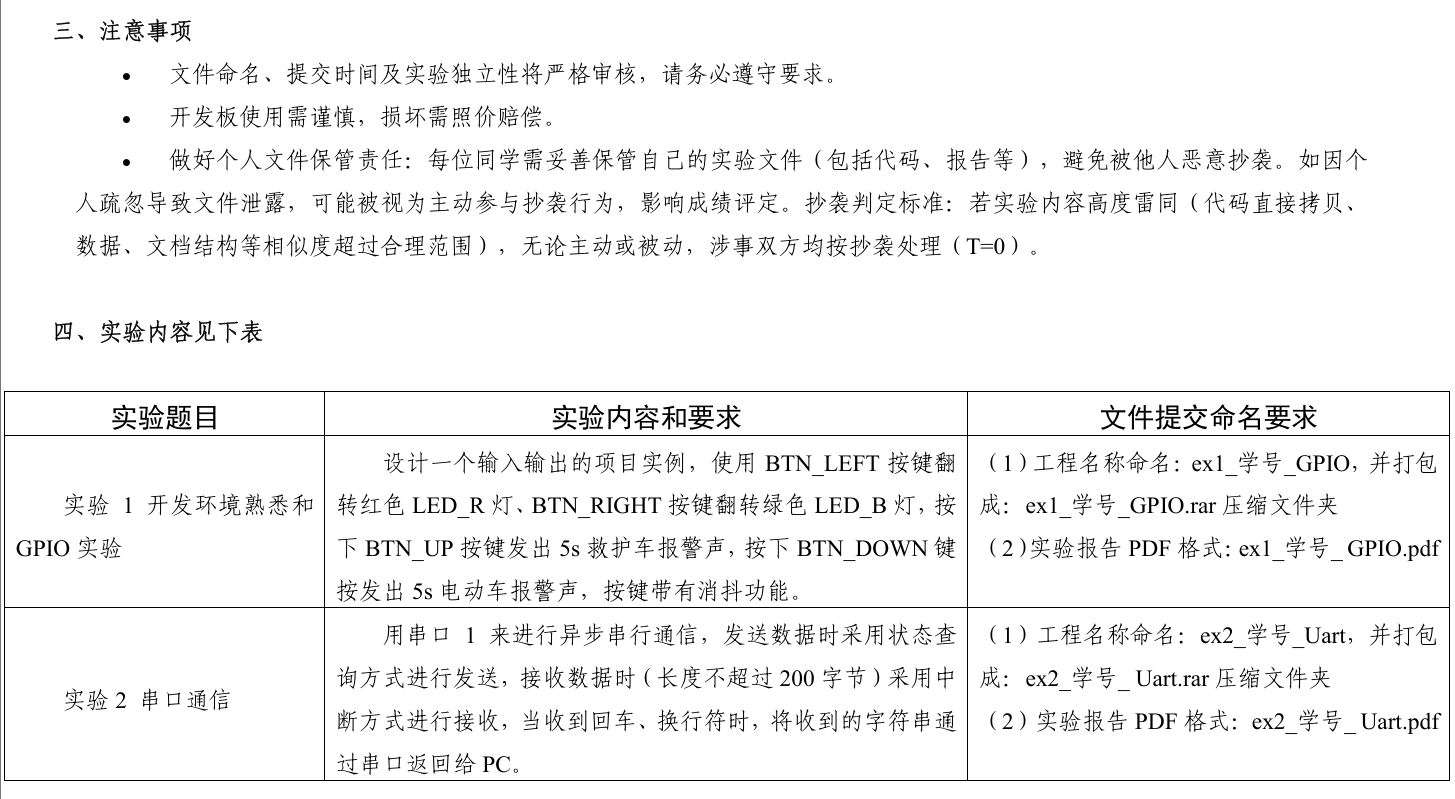 三、注意事项
• 文件命名、提交时间及实验独立性将严格审核，请务必遵守要求。
• 开发板使用需谨慎，损坏需照价赔偿。
• 做好个人文件保管责任：每位同学需妥善保管自己的实验文件（包括代码、报告等），避免被他人恶意抄袭。如因个
人疏忽导致文件泄露，可能被视为主动参与抄袭行为，影响成绩评定。抄袭判定标准：若实验内容高度雷同（代码直接拷贝、
数据、文档结构等相似度超过合理范围），无论主动或被动，涉事双方均按抄袭处理（T=0）。
四、实验内容见下表
实验题目
实验内容和要求
文件提交命名要求
实验 1 开发环境熟悉和
GPIO 实验
设计一个输入输出的项目实例，使用 BTN_LEFT 按键翻
转红色 LED_R 灯、BTN_RIGHT 按键翻转绿色 LED_B 灯，按
下 BTN_UP 按键发出 5s 救护车报警声，按下 BTN_DOWN 键
按发出 5s 电动车报警声，按键带有消抖功能。
（1）工程名称命名：ex1_学号_GPIO，并打包
成：ex1_学号_GPIO.rar 压缩文件夹
（2）实验报告 PDF 格式：ex1_学号_ GPIO.pdf
实验 2 串口通信
用串口 1 来进行异步串行通信，发送数据时采用状态查
询方式进行发送，接收数据时（长度不超过 200 字节）采用中
断方式进行接收，当收到回车、换行符时，将收到的字符串通
过串口返回给 PC。
（1）工程名称命名：ex2_学号_Uart，并打包
成：ex2_学号_ Uart.rar 压缩文件夹
（2）实验报告 PDF 格式：ex2_学号_ Uart.pdf